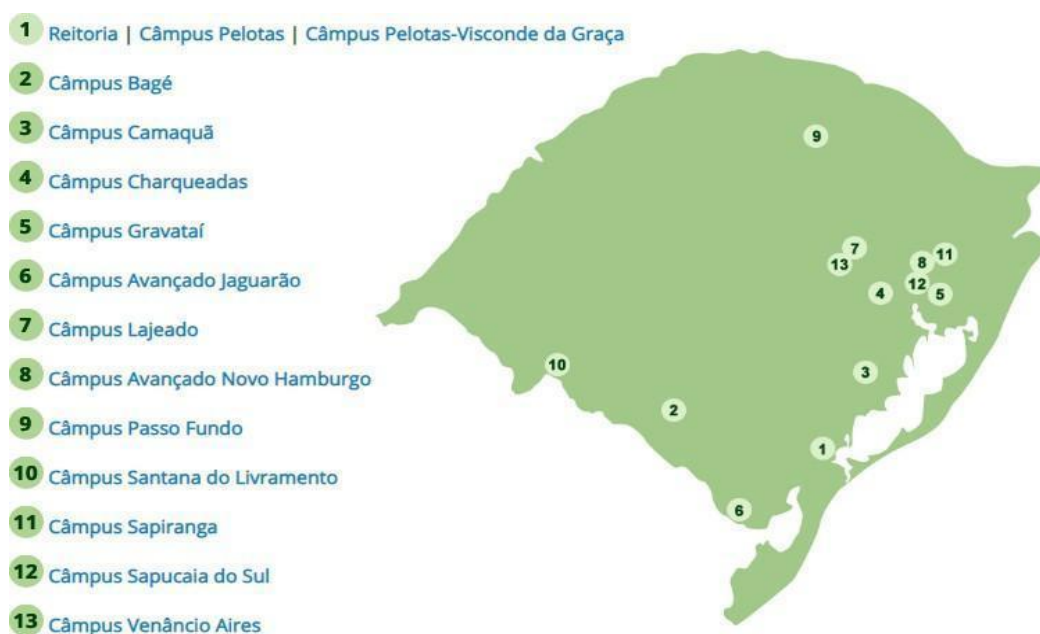 1 Reitoria | Câmpus Pelotas | Câmpus Pelotas-Visconde da Graça
2 Câmpus Bagé
3 Câmpus Camaquã
4 Câmpus Charqueadas
5 Câmpus Gravataí
6 Câmpus Avançado Jaguarão
7 Câmpus Lajeado
8 Câmpus Avançado Novo Hamburgo
9 Câmpus Passo Fundo
10 Câmpus Santana do Livramento
11 Câmpus Sapiranga
12 Câmpus Sapucaia do Sul
13 Câmpus Venâncio Aires
9
7
11
13
8
12
4
5
10
3
2
1
6